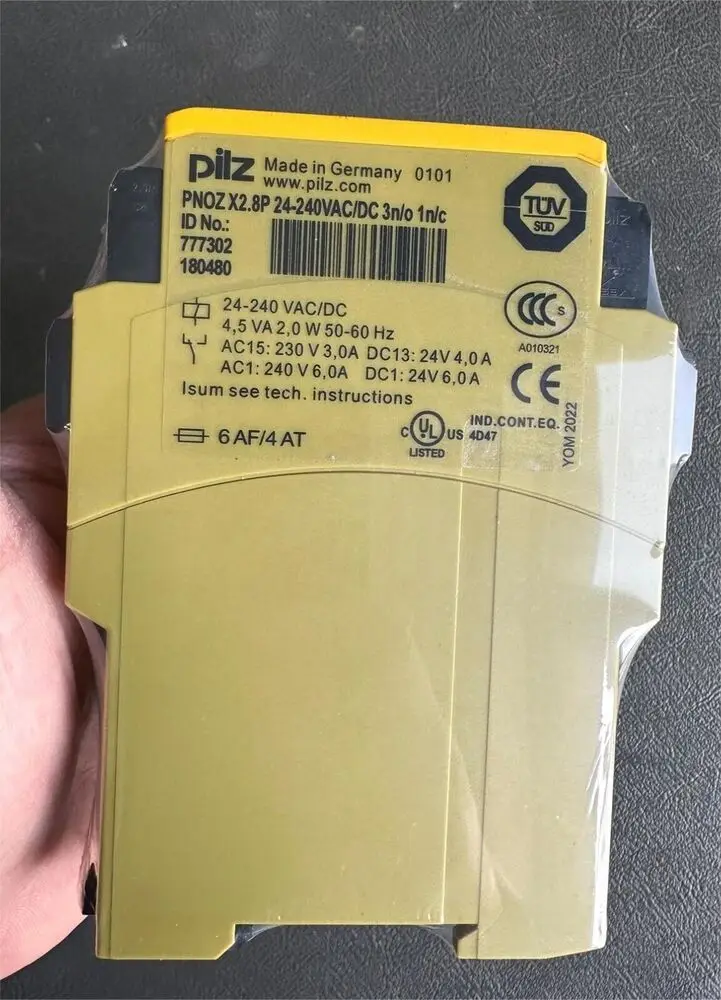 pilz Made in Germany 0101
www.pilz.com
PNOZ X2.8P 24-240VAC/DC 3n/o 1n/c
ID No.:
777302
180480
TÜV
SÜD
24-240 VAC/DC
4,5 VA 2,0 W 50-60 Hz
AC15: 230 V 3,0A DC13: 24V 4,0 A
AC1: 240 V 6,0A DC1: 24V 6,0 A
Isum see tech. instructions
6 AF/4 AT
CCC S
A010321
CE
C UL US
LISTED
IND.CONT.EQ.
4D47
YOM 2022